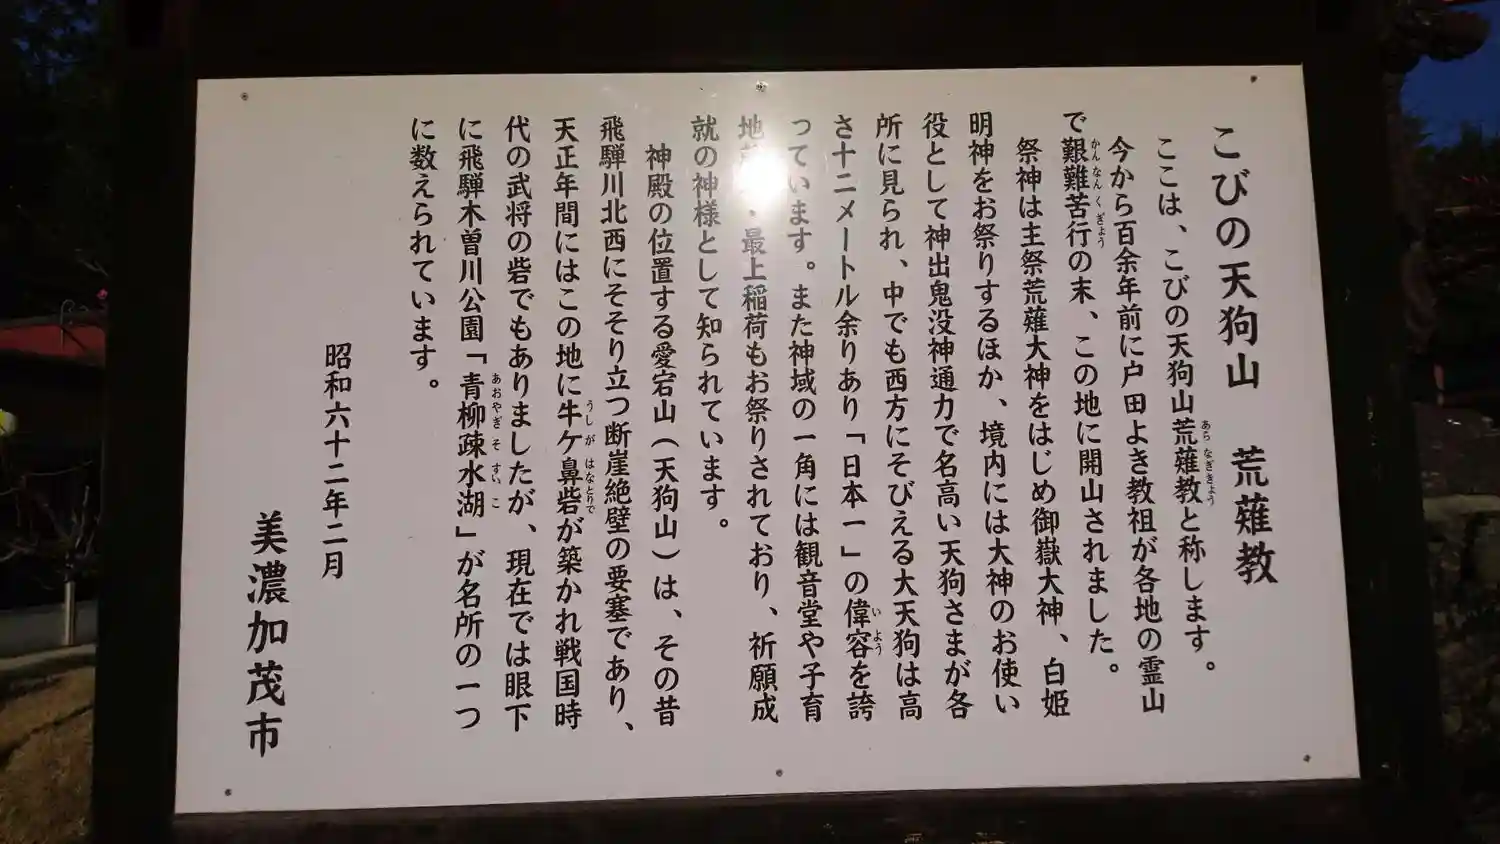 こびの天狗山　荒薙教
ここは、こびの天狗山荒薙教と称します。
今から百余年前に戸田よき教祖が各地の霊山
で艱難苦行の末、この地に開山されました。
祭神は主祭荒薙大神をはじめ御嶽大神、白姫
明神をお祭りするほか、境内には大神のお使い
役として神出鬼没神通力で名高い天狗さまが各
所に見られ、中でも西方にそびえる大天狗は高
さ十二メートル余りあり「日本一」の偉容を誇
っています。また神域の一角には観音堂や子育
地・最上稲荷もお祭りされており、祈願成
就の神様として知られています。
神殿の位置する愛宕山（天狗山）は、その昔
飛騨川北西にそそり立つ断崖絶壁の要塞であり、
天正年間にはこの地に牛ケ鼻砦が築かれ戦国時
代の武将の砦でもありましたが、現在では眼下
に飛騨木曽川公園「青柳疎水湖」が名所の一つ
に数えられています。
昭和六十二年二月
美濃加茂市